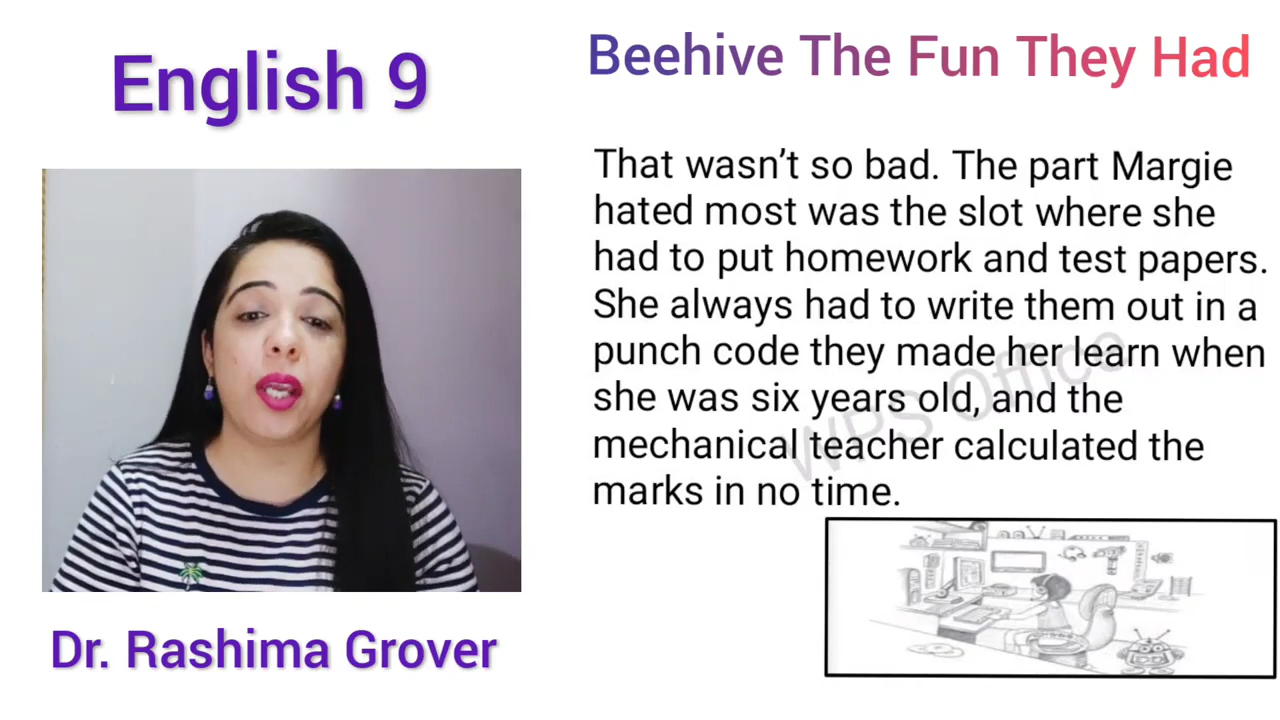 English 9
Beehive The Fun They Had
That wasn't so bad. The part Margie
hated most was the slot where she
had to put homework and test papers.
She always had to write them out in a
punch code they made her learn when
she was six years old, and the
mechanical teacher calculated the
marks in no time.
WPS Office
Dr. Rashima Grover